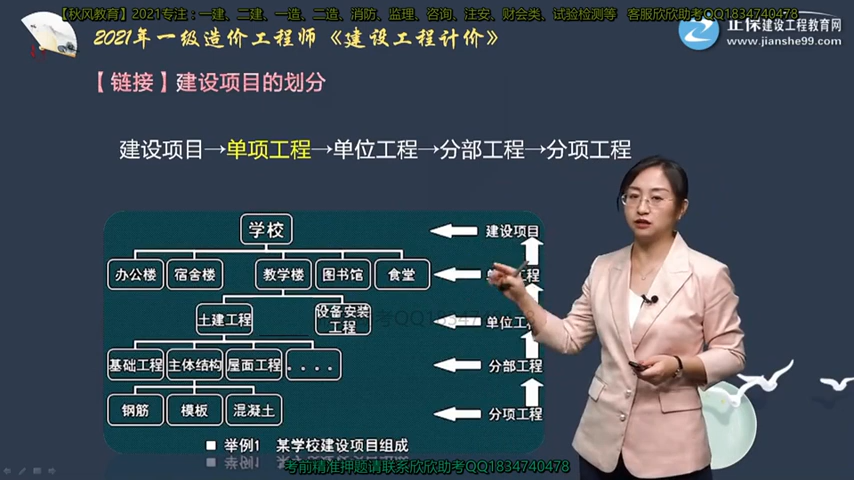 【秋风教育】2021专注：一建、二建、一造、二造、消防、监理、咨询、注安、财会类、试验检测等 客服欣欣助考QQ1834740478
2021年一级造价工程师《建设工程计价》
正保建设工程教育网
www.jianshe99.com
【链接】建设项目的划分
建设项目→单项工程→单位工程→分部工程→分项工程
学校
建设项目
办公楼 宿舍楼 教学楼 图书馆 食堂
工程
土建工程 设备安装工程
单位工
基础工程 主体结构 屋面工程 ....
分部工程
钢筋 模板 混凝土
分项工程
■ 举例1 某学校建设项目组成
考前精准押题请联系欣欣助考QQ1834740478